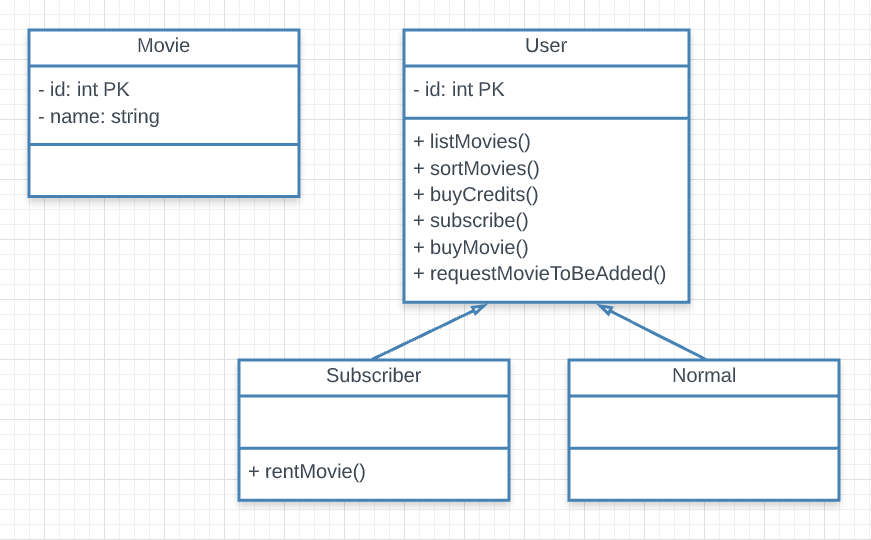 Movie
- id: int PK
- name: string
User
- id: int PK
+ listMovies()
+ sortMovies()
+ buyCredits()
+ subscribe()
+ buyMovie()
+ requestMovieToBeAdded()
Subscriber
+ rentMovie()
Normal